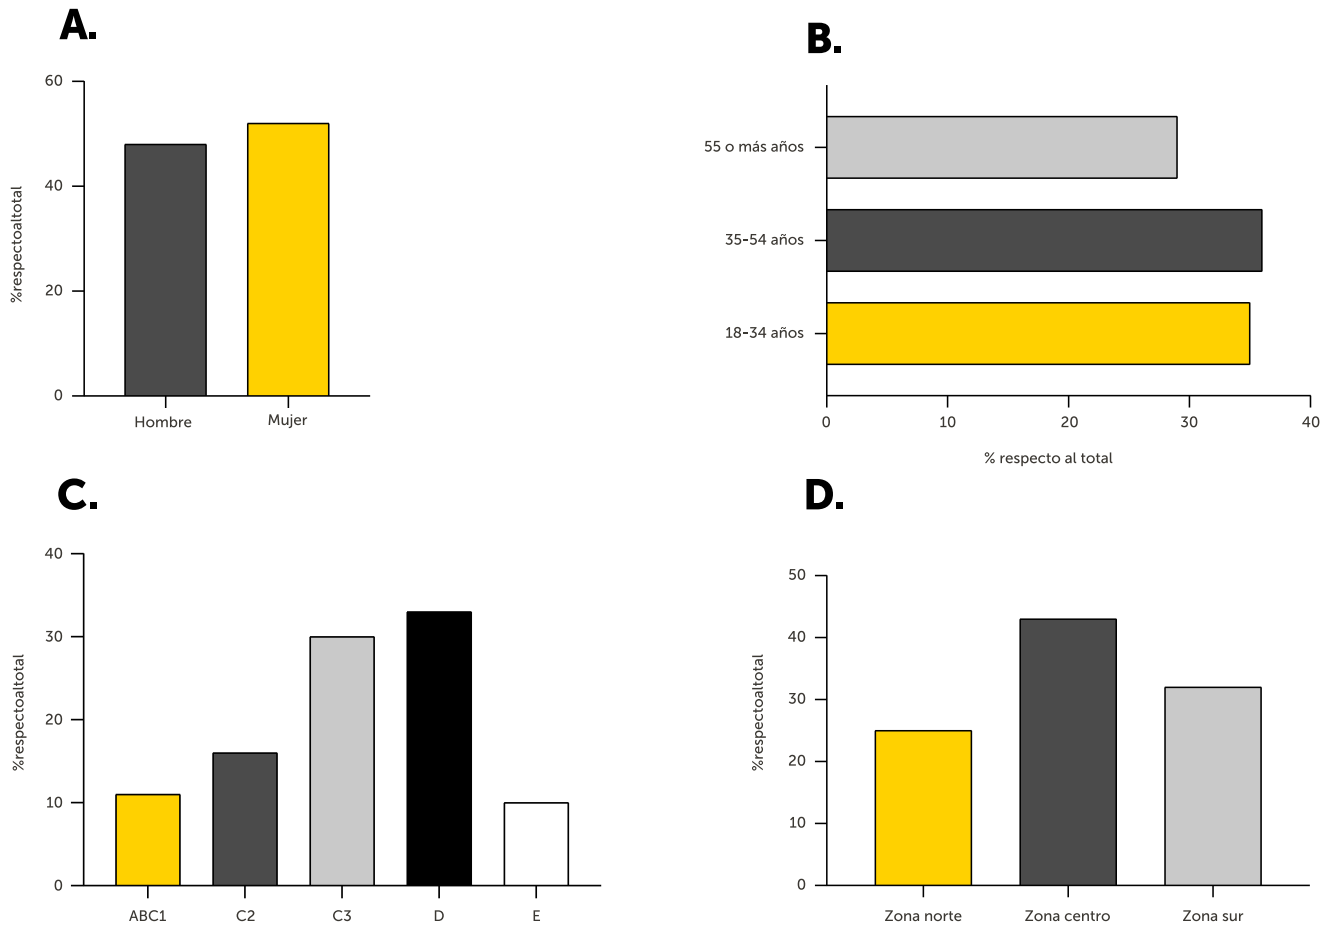 A.
60
40
20
0
%respectoaltotal
Hombre
Mujer
B.
55 o más años
35-54 años
18-34 años
0 10 20 30 40
% respecto al total
C.
40
30
20
10
0
%respectoaltotal
ABC1 C2 C3 D E
D.
50
40
30
20
10
0
%respectoaltotal
Zona norte Zona centro Zona sur